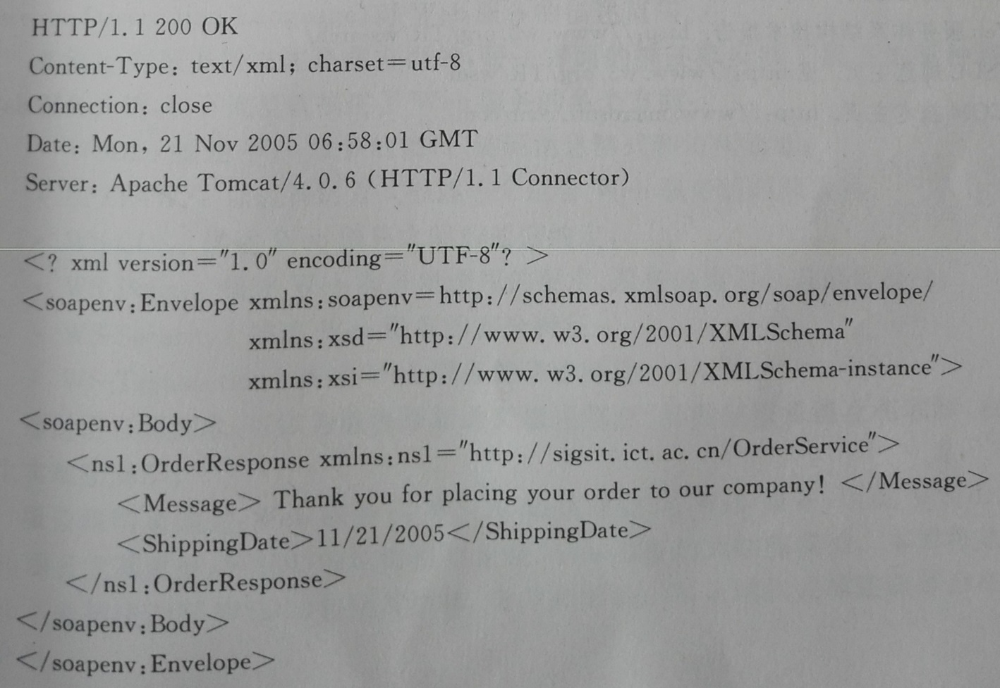 HTTP/1.1 200 OK
Content-Type: text/xml; charset=utf-8
Connection: close
Date: Mon, 21 Nov 2005 06:58:01 GMT
Server: Apache Tomcat/4.0.6 (HTTP/1.1 Connector)
<? xml version="1.0" encoding="UTF-8"? >
<soapenv:Envelope xmlns:soapenv=http://schemas.xmlsoap.org/soap/envelope/
xmlns:xsd="http://www.w3.org/2001/XMLSchema"
xmlns:xsi="http://www.w3.org/2001/XMLSchema-instance">
<soapenv:Body>
<ns1:OrderResponse xmlns:ns1="http://sigsit.ict.ac.cn/OrderService">
<Message> Thank you for placing your order to our company! </Message>
<ShippingDate>11/21/2005</ShippingDate>
</ns1:OrderResponse>
</soapenv:Body>
</soapenv:Envelope>